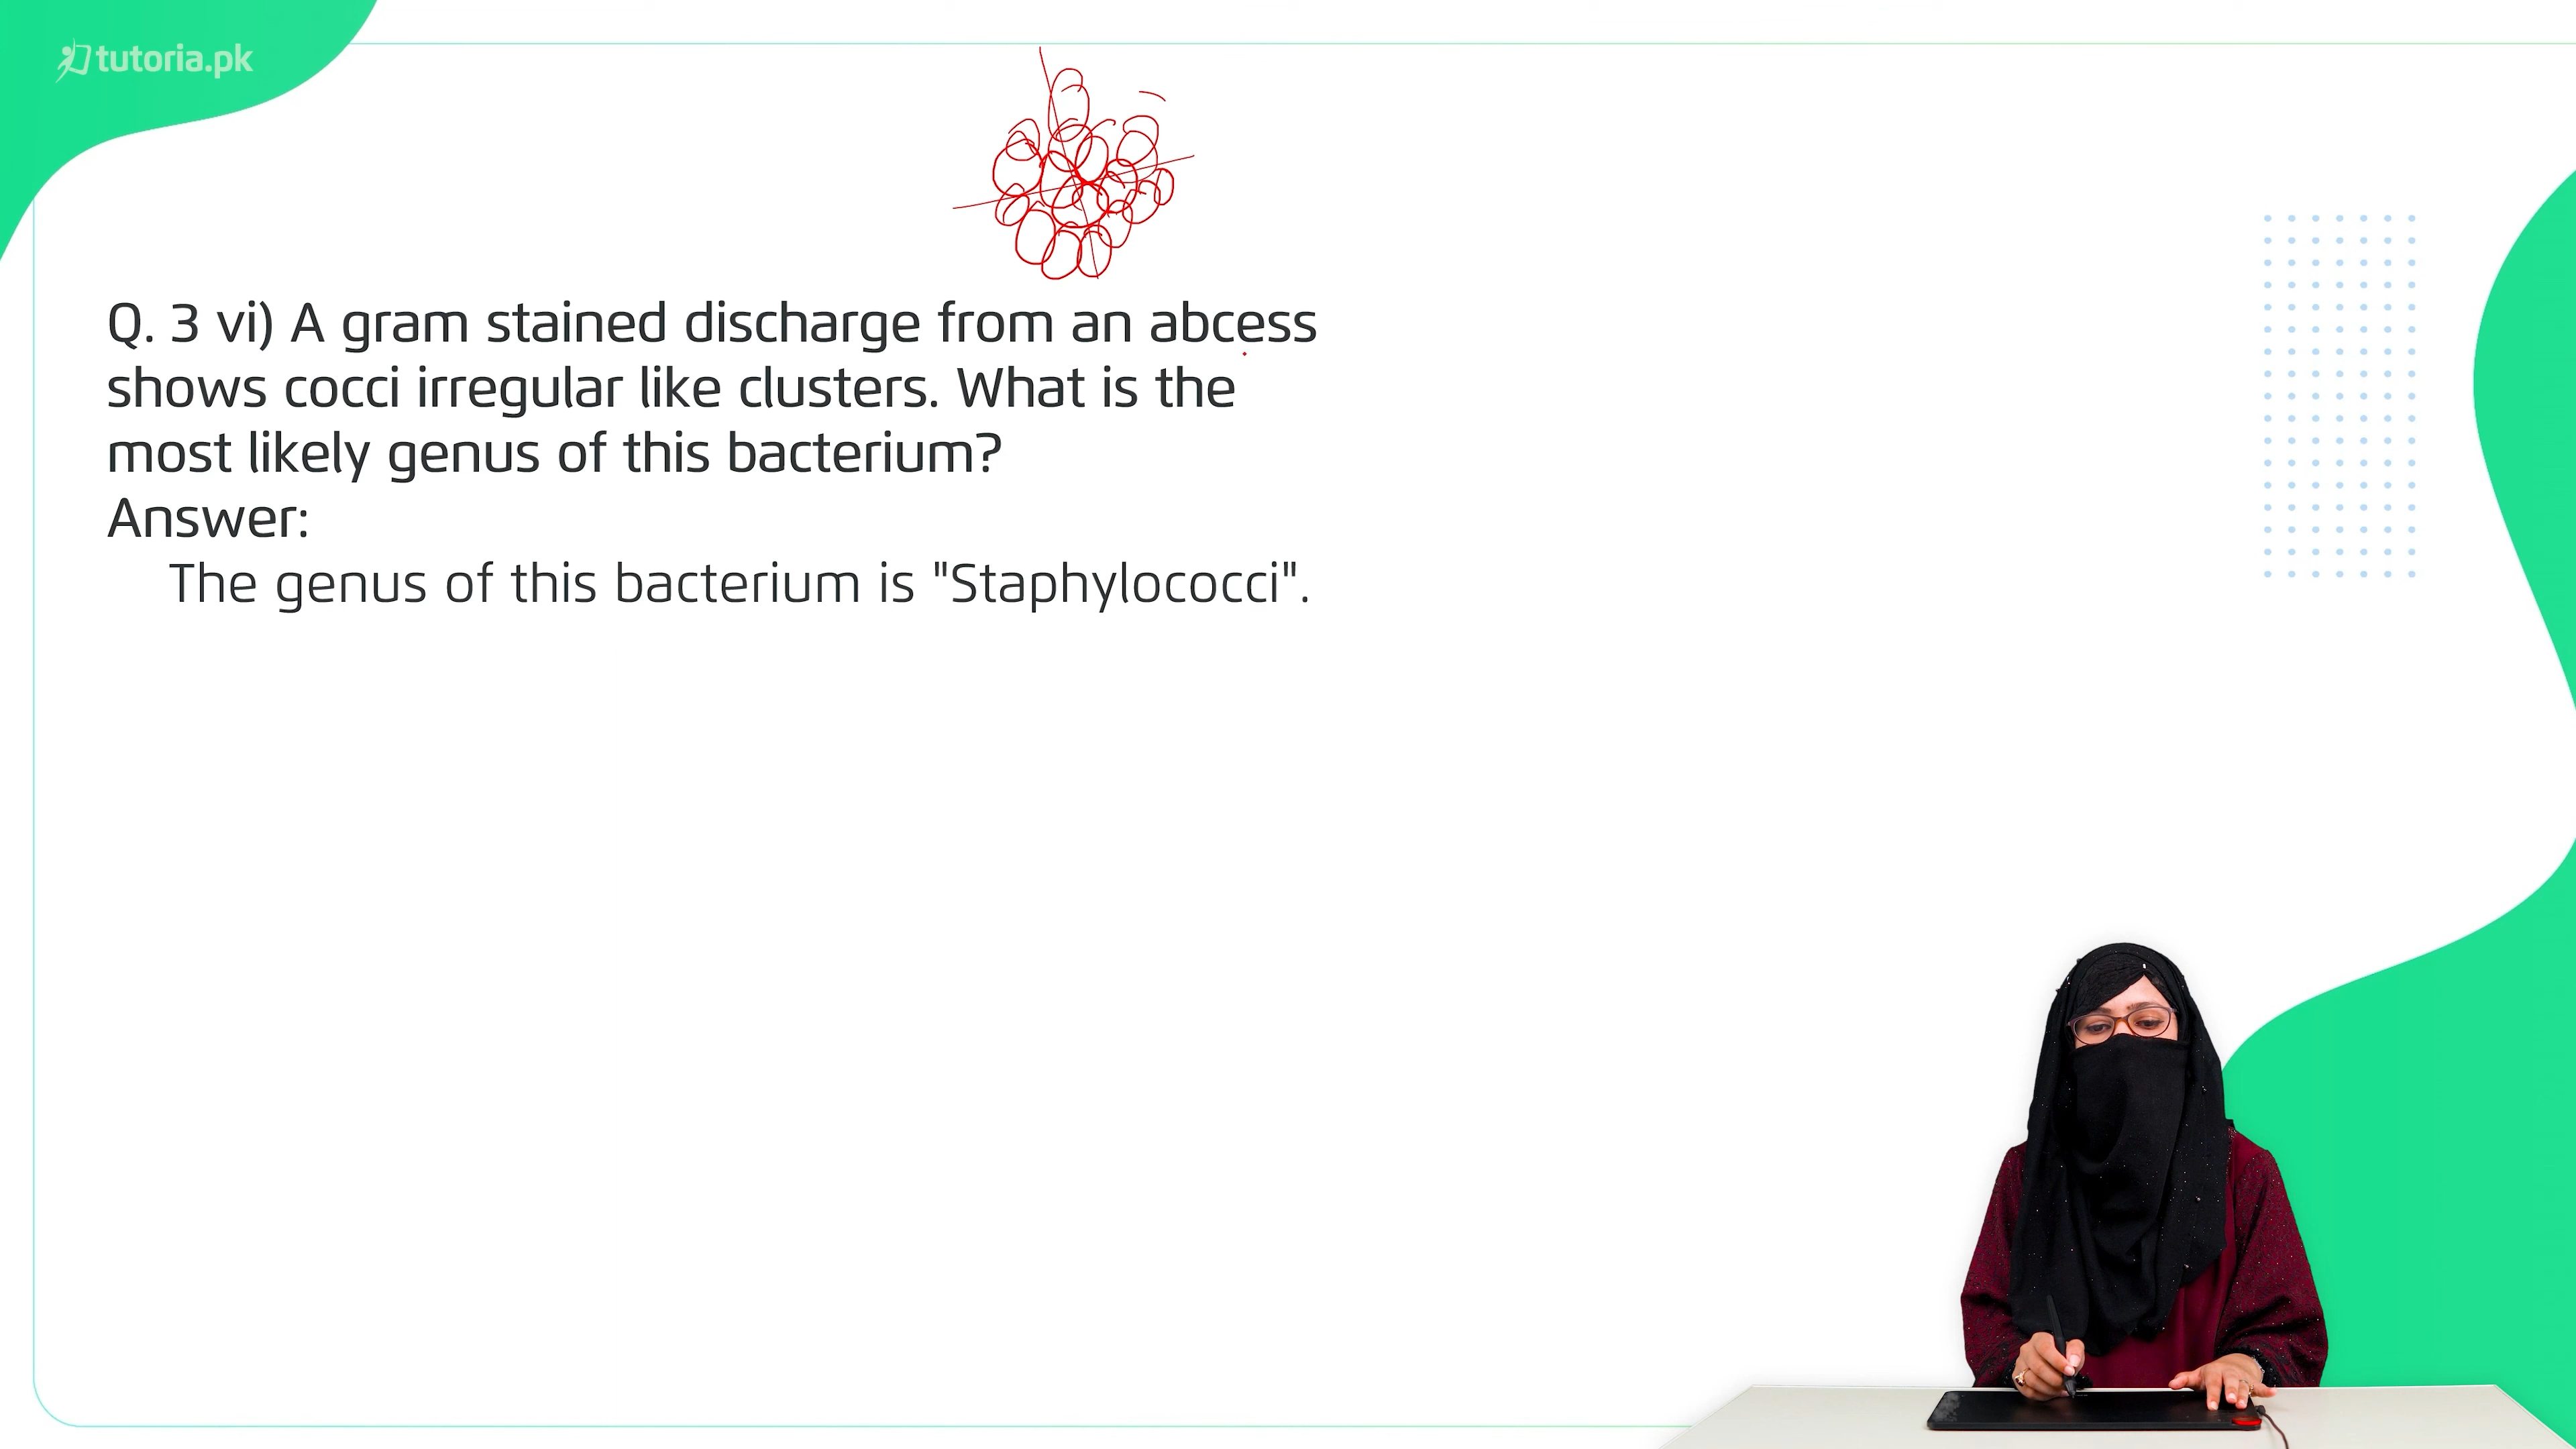 tutoria.pk
Q. 3 vi) A gram stained discharge from an abcess
shows cocci irregular like clusters. What is the
most likely genus of this bacterium?
Answer:
The genus of this bacterium is "Staphylococci".